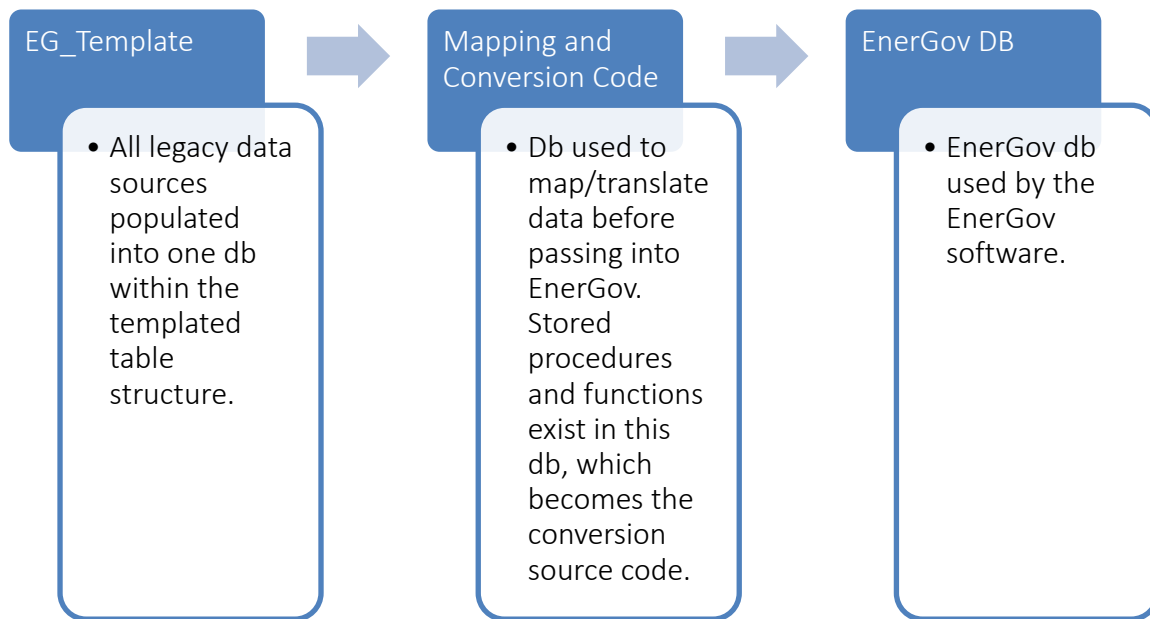 EG_Template
• All legacy data
sources
populated
into one db
within the
templated
table
structure.
Mapping and
Conversion Code
• Db used to
map/translate
data before
passing into
EnerGov.
Stored
procedures
and functions
exist in this
db, which
becomes the
conversion
source code.
EnerGov DB
• EnerGov db
used by the
EnerGov
software.